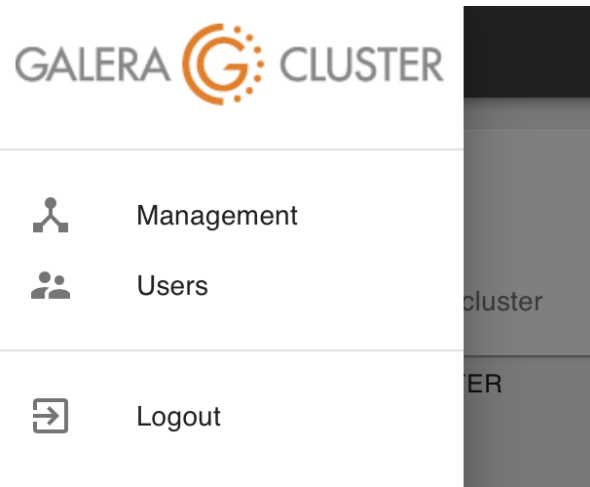 GALERA G CLUSTER
Management
Users
cluster
ER
Logout